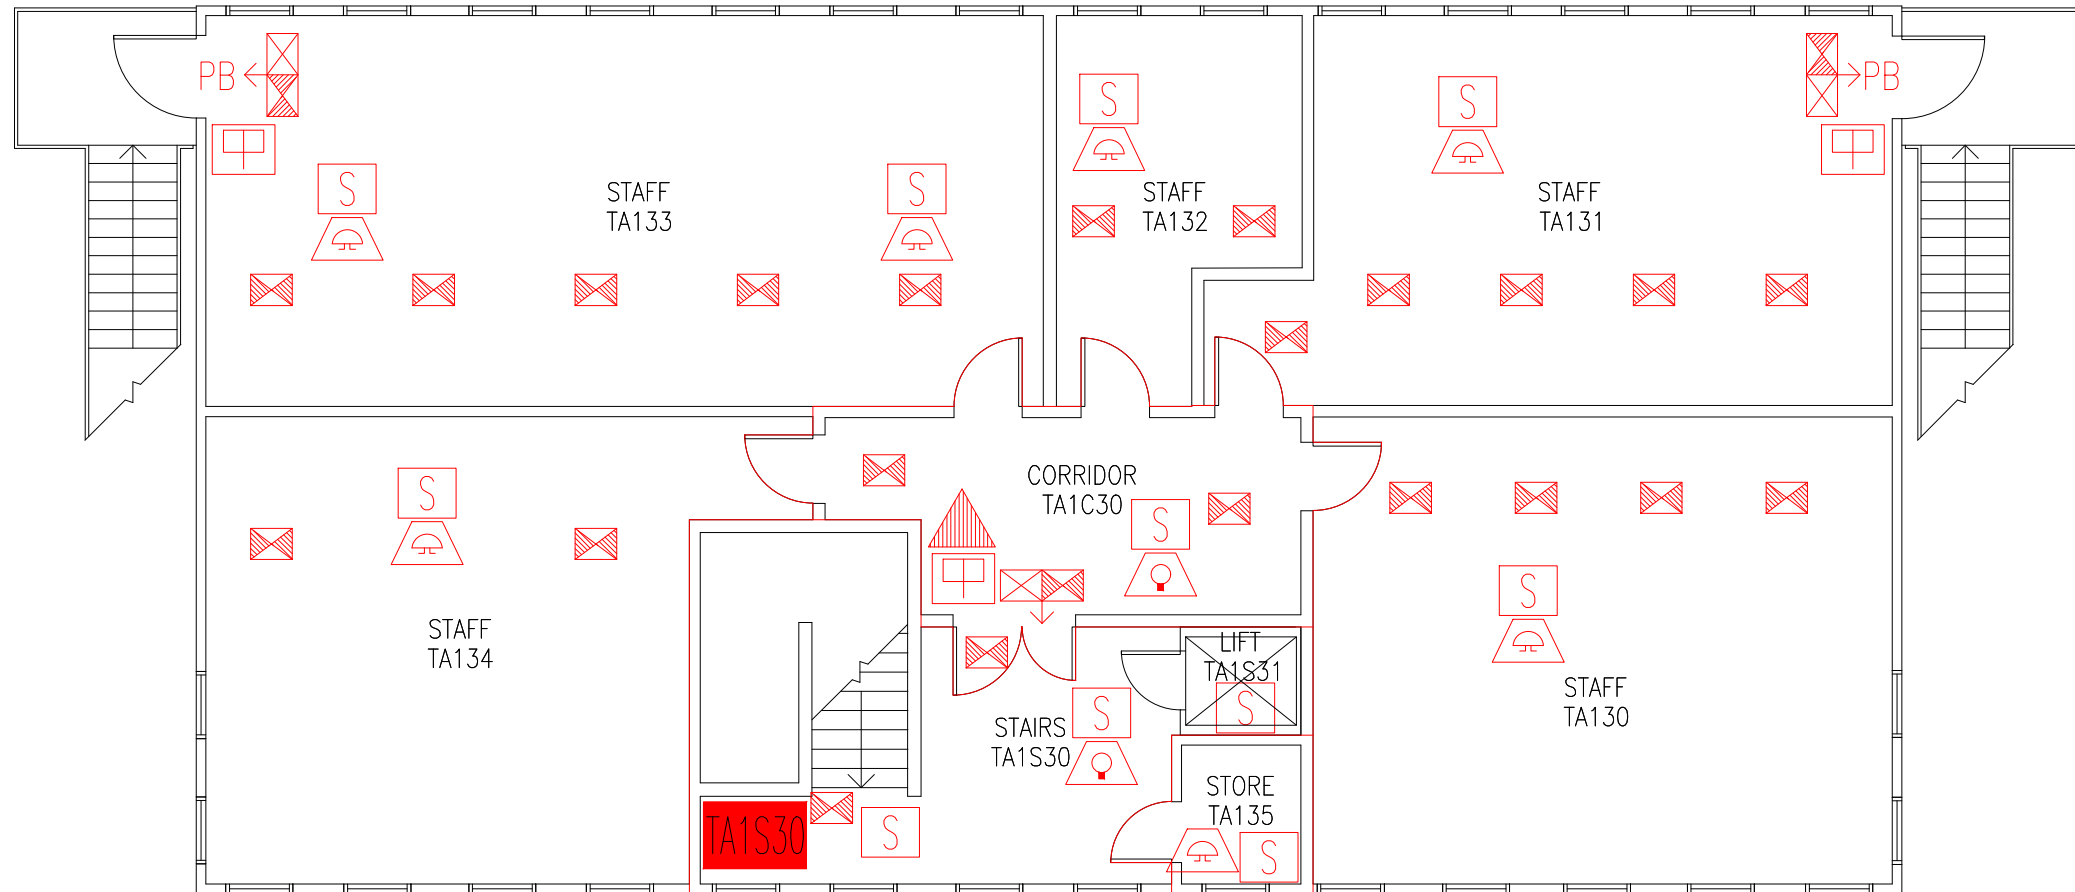 PB
PB
S
S
S
S
S
STAFF
TA133
STAFF
TA132
STAFF
TA131
CORRIDOR
TA1C30
S
S
S
STAFF
TA134
LIFT
TA1S31
S
STAFF
TA130
STAIRS
TA1S30
S
STORE
TA135
TA1S30
S
S